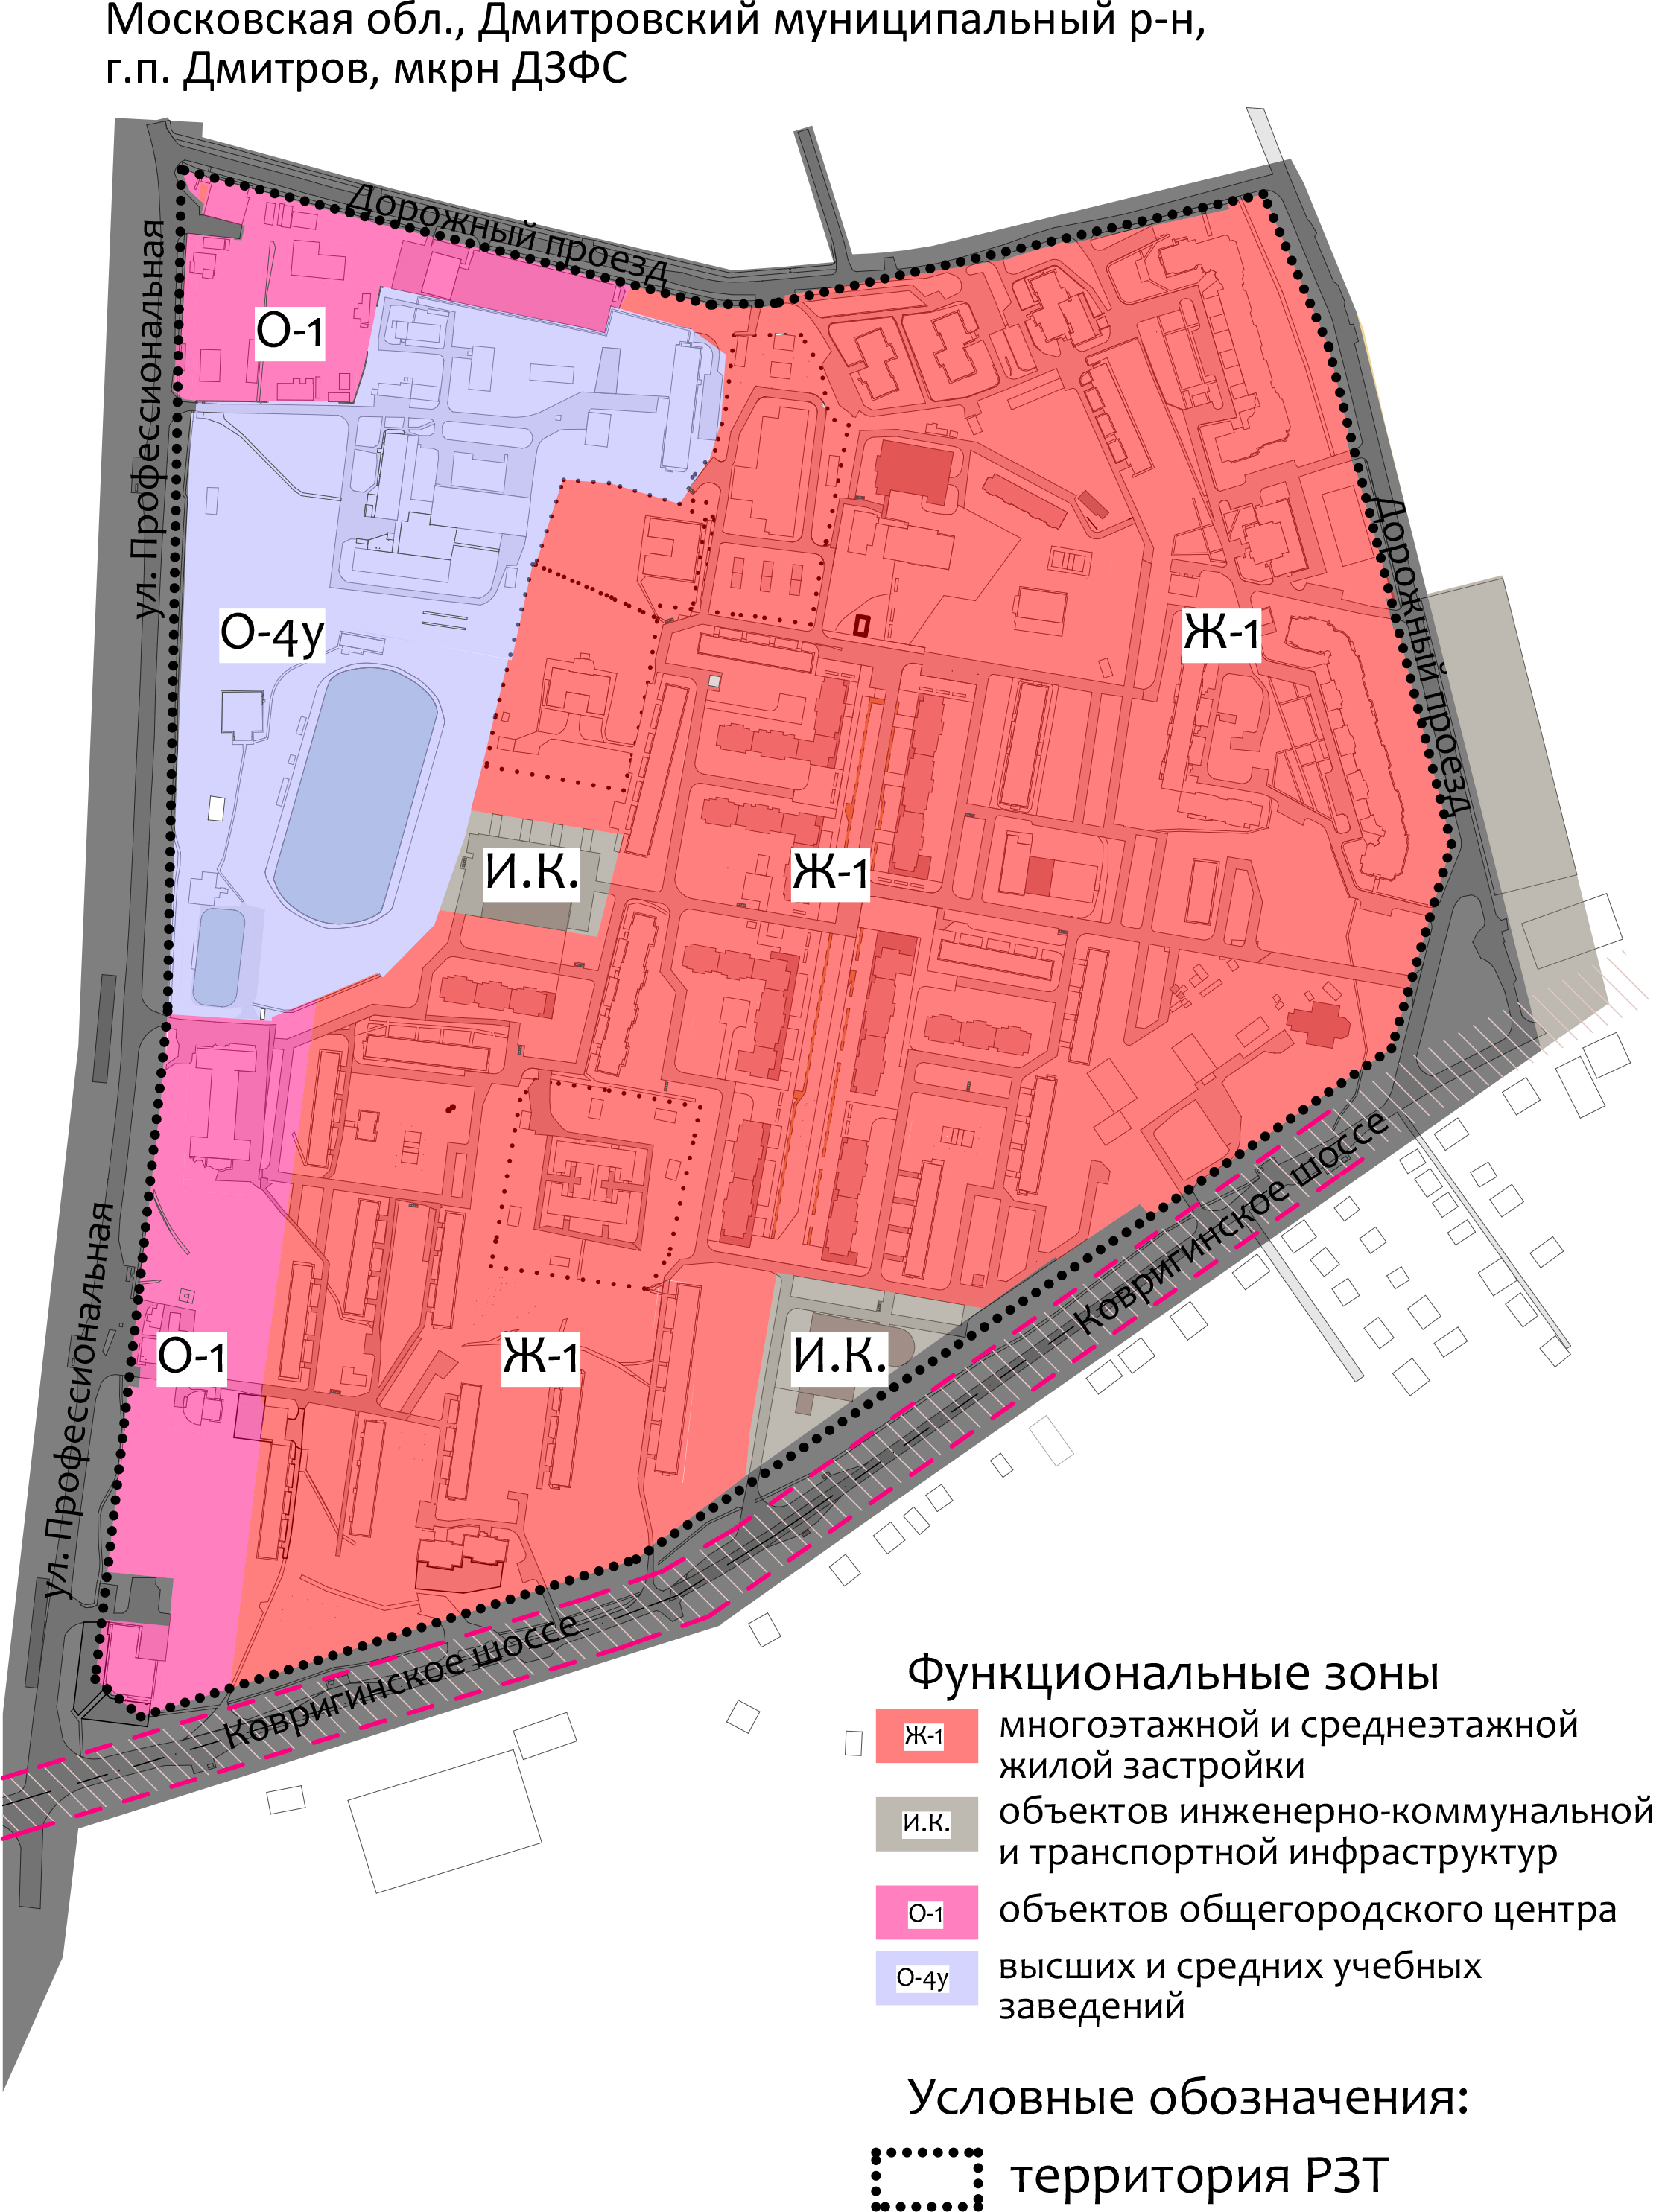 Московская обл., Дмитровский муниципальный р-н,
г.п. Дмитров, мкрн ДЗФС
Дорожный проезд
ул. Профессиональная
О-1
О-4у
Ж-1
Дорожный проезд
И.К.
Ж-1
Ковригинское шоссе
ул. Профессиональная
О-1
Ж-1
И.К.
Ковригинское шоссе
Функциональные зоны
Ж-1 многоэтажной и среднеэтажной
жилой застройки
И.К. объектов инженерно-коммунальной
и транспортной инфраструктур
О-1 объектов общегородского центра
О-4у высших и средних учебных
заведений
Условные обозначения:
территория РЗТ